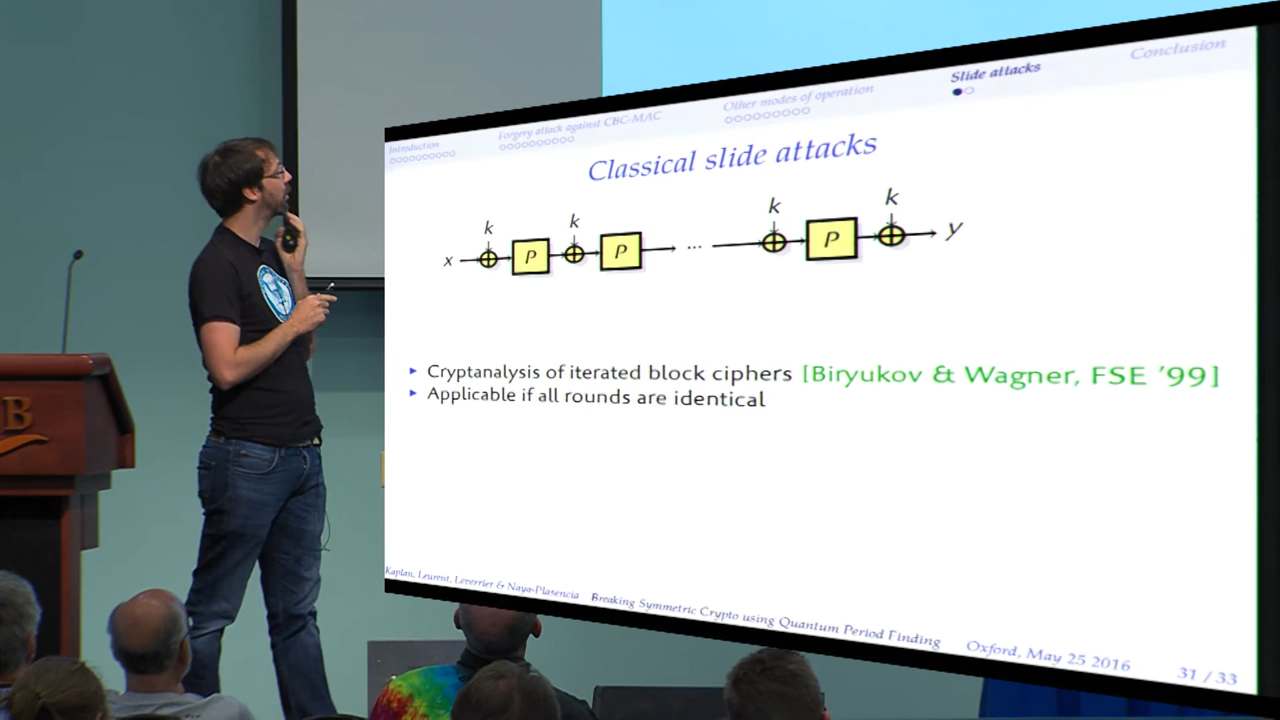 Introduction
Forgery attack against CBC-MAC
Other modes of operation
Slide attacks
Conclusion
Classical slide attacks
k k k k
x P P ... P y
Cryptanalysis of iterated block ciphers [Biryukov & Wagner, FSE '99]
Applicable if all rounds are identical
Kaplan, Leurent, Leverrier & Naya-Plasencia Breaking Symmetric Crypto using Quantum Period Finding Oxford, May 25 2016 31 / 33
B